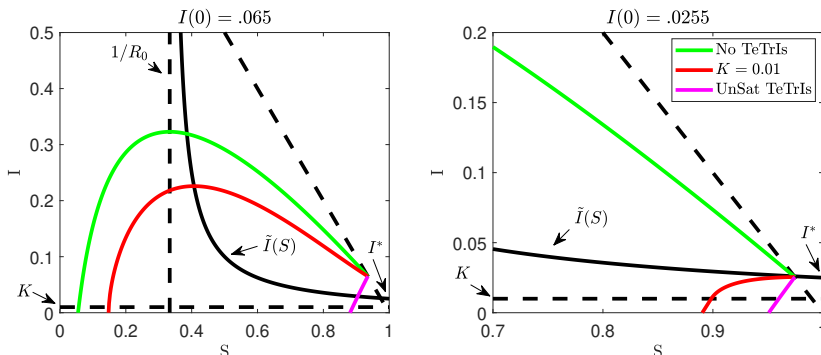 I(0) = .065
0.5
0.4
0.3
0.2
0.1
0
I
1/R₀
Ĩ(S)
I*
K
0 0.2 0.4 0.6 0.8 1
S
I(0) = .0255
0.2
0.15
0.1
0.05
0
I
No TeTrIs
K = 0.01
UnSat TeTrIs
Ĩ(S)
I*
K
0.7 0.8 0.9 1
S